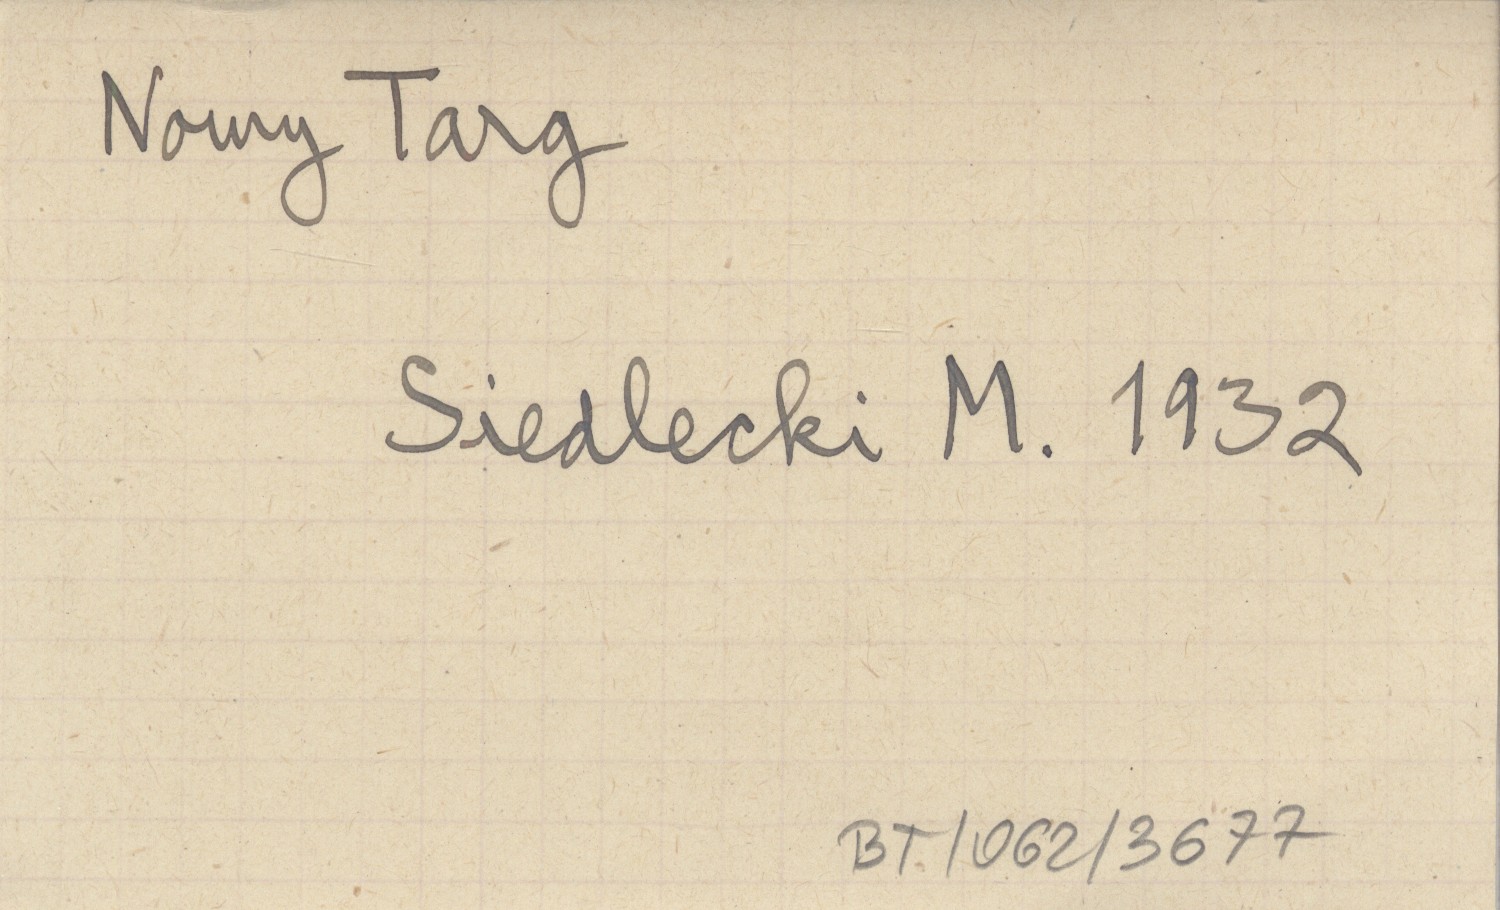 Nowy Targ
Siedlecki M. 1932
BT/062/3677